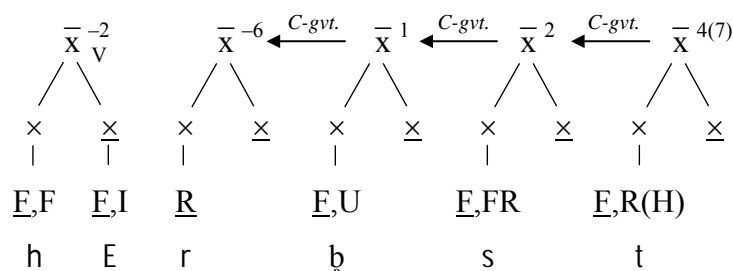 C-gvt. C-gvt. C-gvt.
x̄ −2 x̄ −6 x̄ 1 x̄ 2 x̄ 4(7)
V
× × × × × × × × × ×
F,F F,I R F,U F,FR F,R(H)
h E r b̥ s t